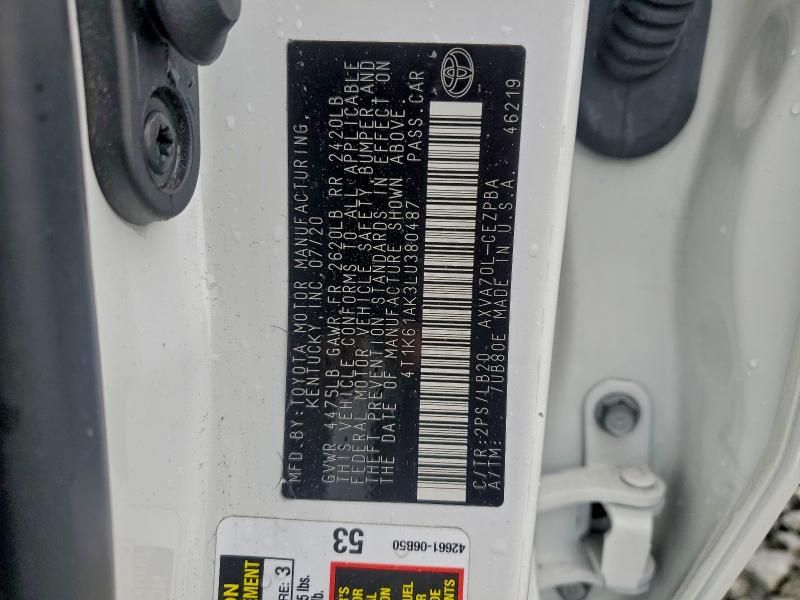 MFD.BY:TOYOTA MOTOR MANUFACTURING,
KENTUCKY, INC. 07/20
GVWR 4475LB GAWR FR 2620LB RR 2420LB
THIS VEHICLE CONFORMS TO ALL APPLICABLE
FEDERAL MOTOR VEHICLE SAFETY, BUMPER AND
THEFT PREVENTION STANDARDS IN EFFECT ON
THE DATE OF MANUFACTURE SHOWN ABOVE.
4T1K61AK3LU380487 PASS. CAR
C/TR:2PS/LB20 AXVA70L-CEZPBA
A/TM: 7UB80E MADE IN U.S.A. 46219
53
42661-06B50